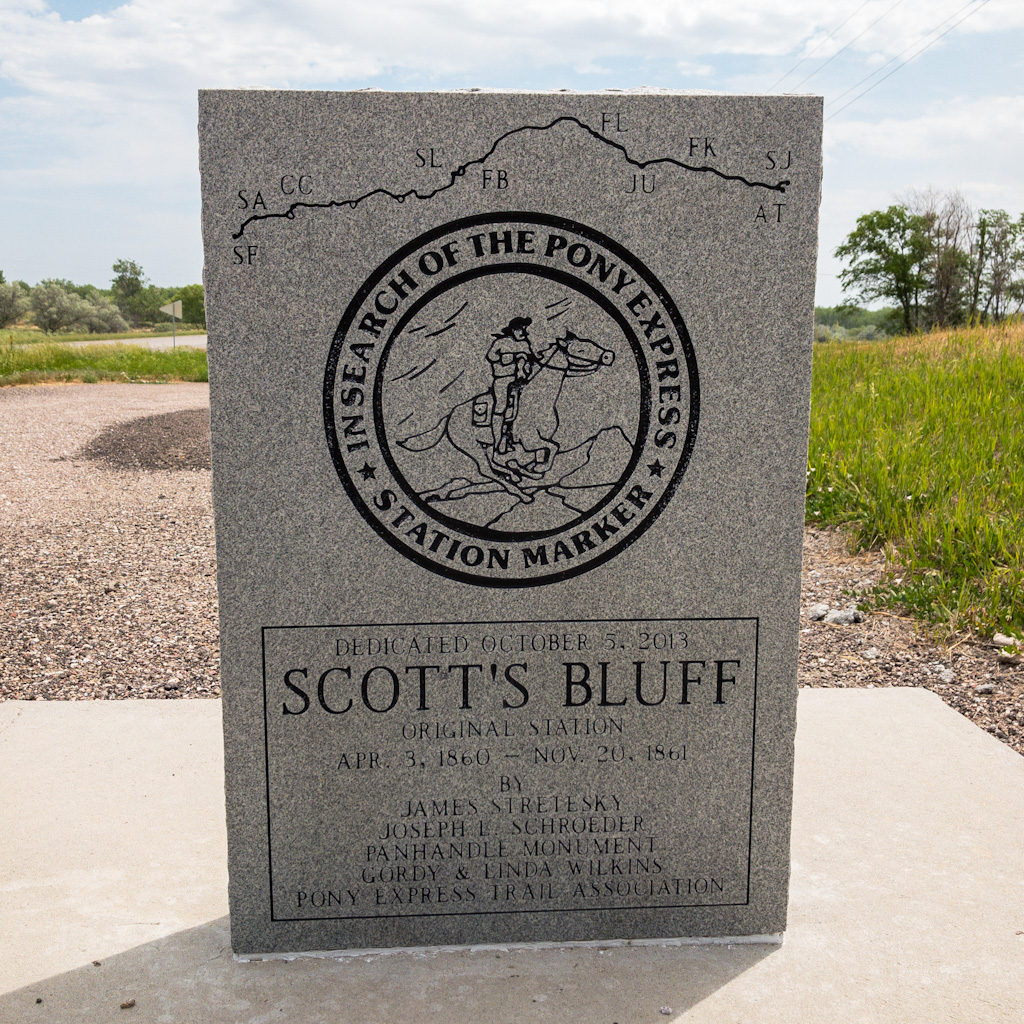 FL
SL
FK
SJ
CC
FB
JU
SA
AT
SF
IN SEARCH OF THE PONY EXPRESS
STATION MARKER
DEDICATED OCTOBER 5, 2013
SCOTT'S BLUFF
ORIGINAL STATION
APR. 3, 1860 — NOV. 20, 1861
BY
JAMES STRETESKY
JOSEPH L. SCHROEDER
PANHANDLE MONUMENT
GORDY & LINDA WILKINS
PONY EXPRESS TRAIL ASSOCIATION